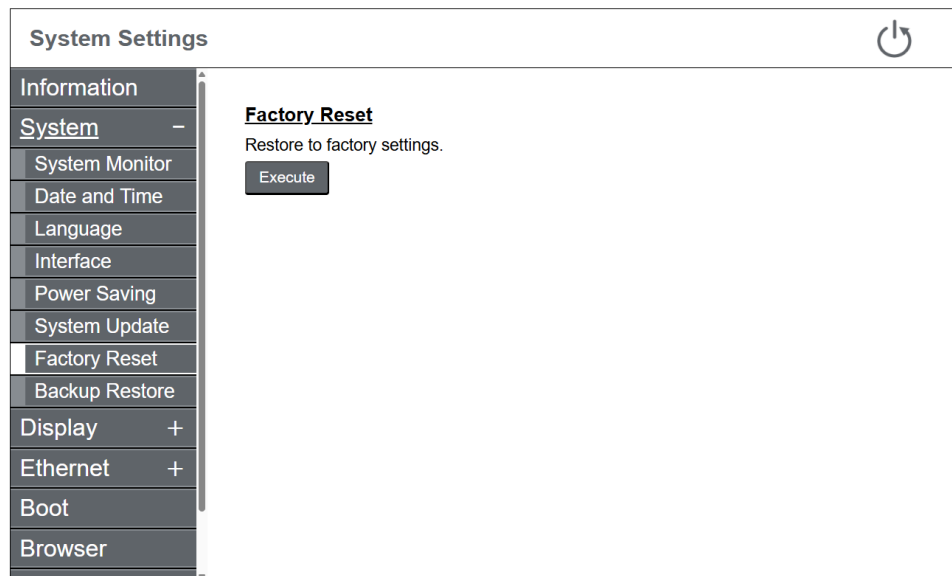 System Settings
Information
System −
System Monitor
Date and Time
Language
Interface
Power Saving
System Update
Factory Reset
Backup Restore
Display +
Ethernet +
Boot
Browser
Factory Reset
Restore to factory settings.
Execute